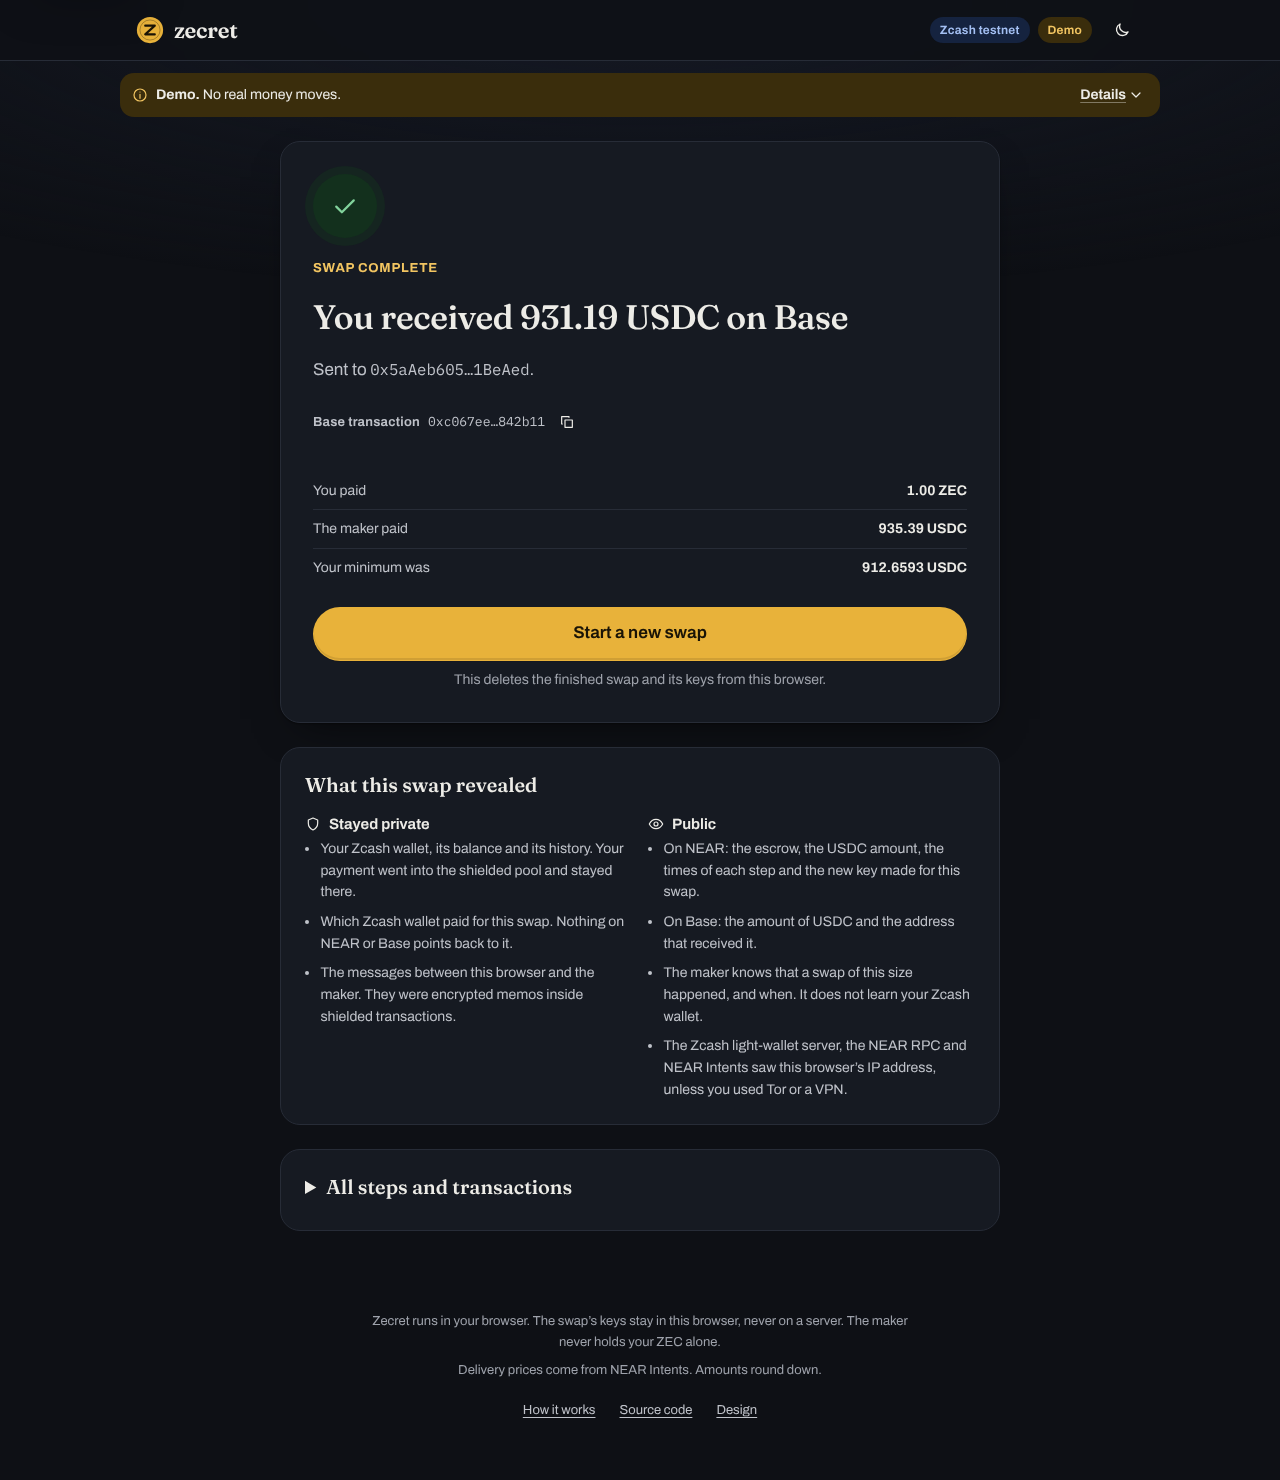 zecret
Zcash testnet
Demo
Demo. No real money moves.
Details
SWAP COMPLETE
You received 931.19 USDC on Base
Sent to 0x5aAeb605…1BeAed.
Base transaction 0xc067ee…842b11
You paid 1.00 ZEC
The maker paid 935.39 USDC
Your minimum was 912.6593 USDC
Start a new swap
This deletes the finished swap and its keys from this browser.
What this swap revealed
Stayed private
• Your Zcash wallet, its balance and its history. Your
payment went into the shielded pool and stayed
there.
• Which Zcash wallet paid for this swap. Nothing on
NEAR or Base points back to it.
• The messages between this browser and the
maker. They were encrypted memos inside
shielded transactions.
Public
• On NEAR: the escrow, the USDC amount, the
times of each step and the new key made for this
swap.
• On Base: the amount of USDC and the address
that received it.
• The maker knows that a swap of this size
happened, and when. It does not learn your Zcash
wallet.
• The Zcash light-wallet server, the NEAR RPC and
NEAR Intents saw this browser’s IP address,
unless you used Tor or a VPN.
All steps and transactions
Zecret runs in your browser. The swap’s keys stay in this browser, never on a server. The maker
never holds your ZEC alone.
Delivery prices come from NEAR Intents. Amounts round down.
How it works
Source code
Design